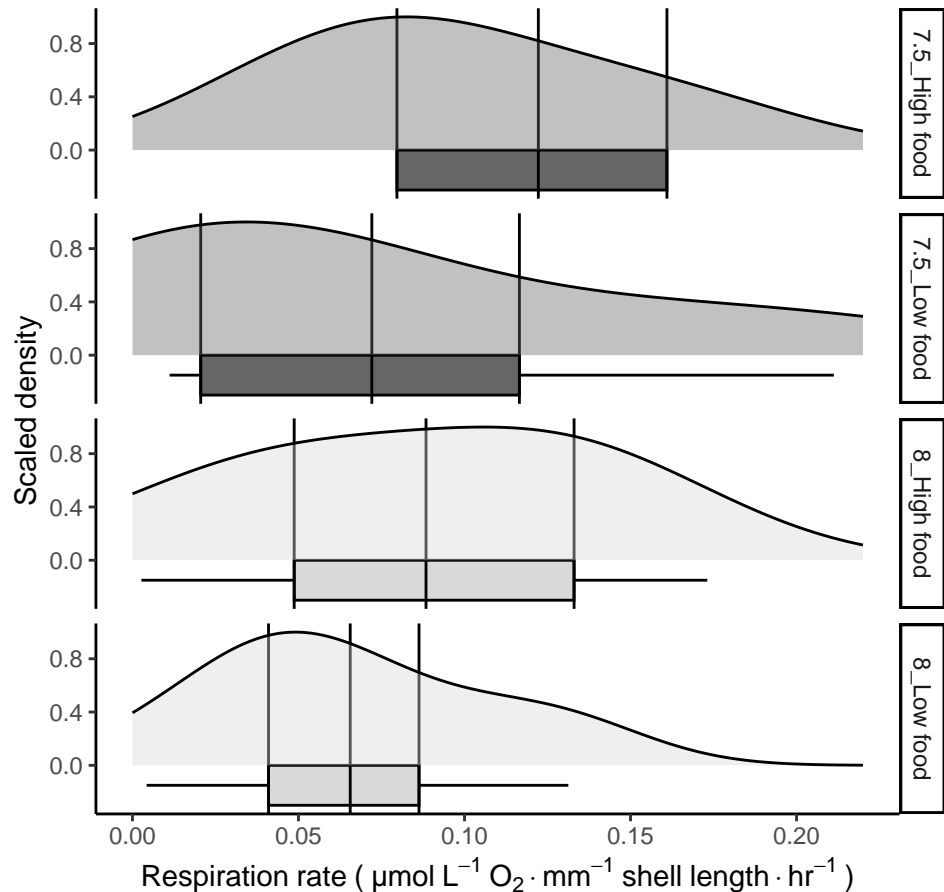 Scaled density
0.8
0.4
0.0
7.5_High food
0.8
0.4
0.0
7.5_Low food
0.8
0.4
0.0
8_High food
0.8
0.4
0.0
8_Low food
0.00 0.05 0.10 0.15 0.20
Respiration rate ( µmol L⁻¹ O₂ · mm⁻¹ shell length · hr⁻¹ )